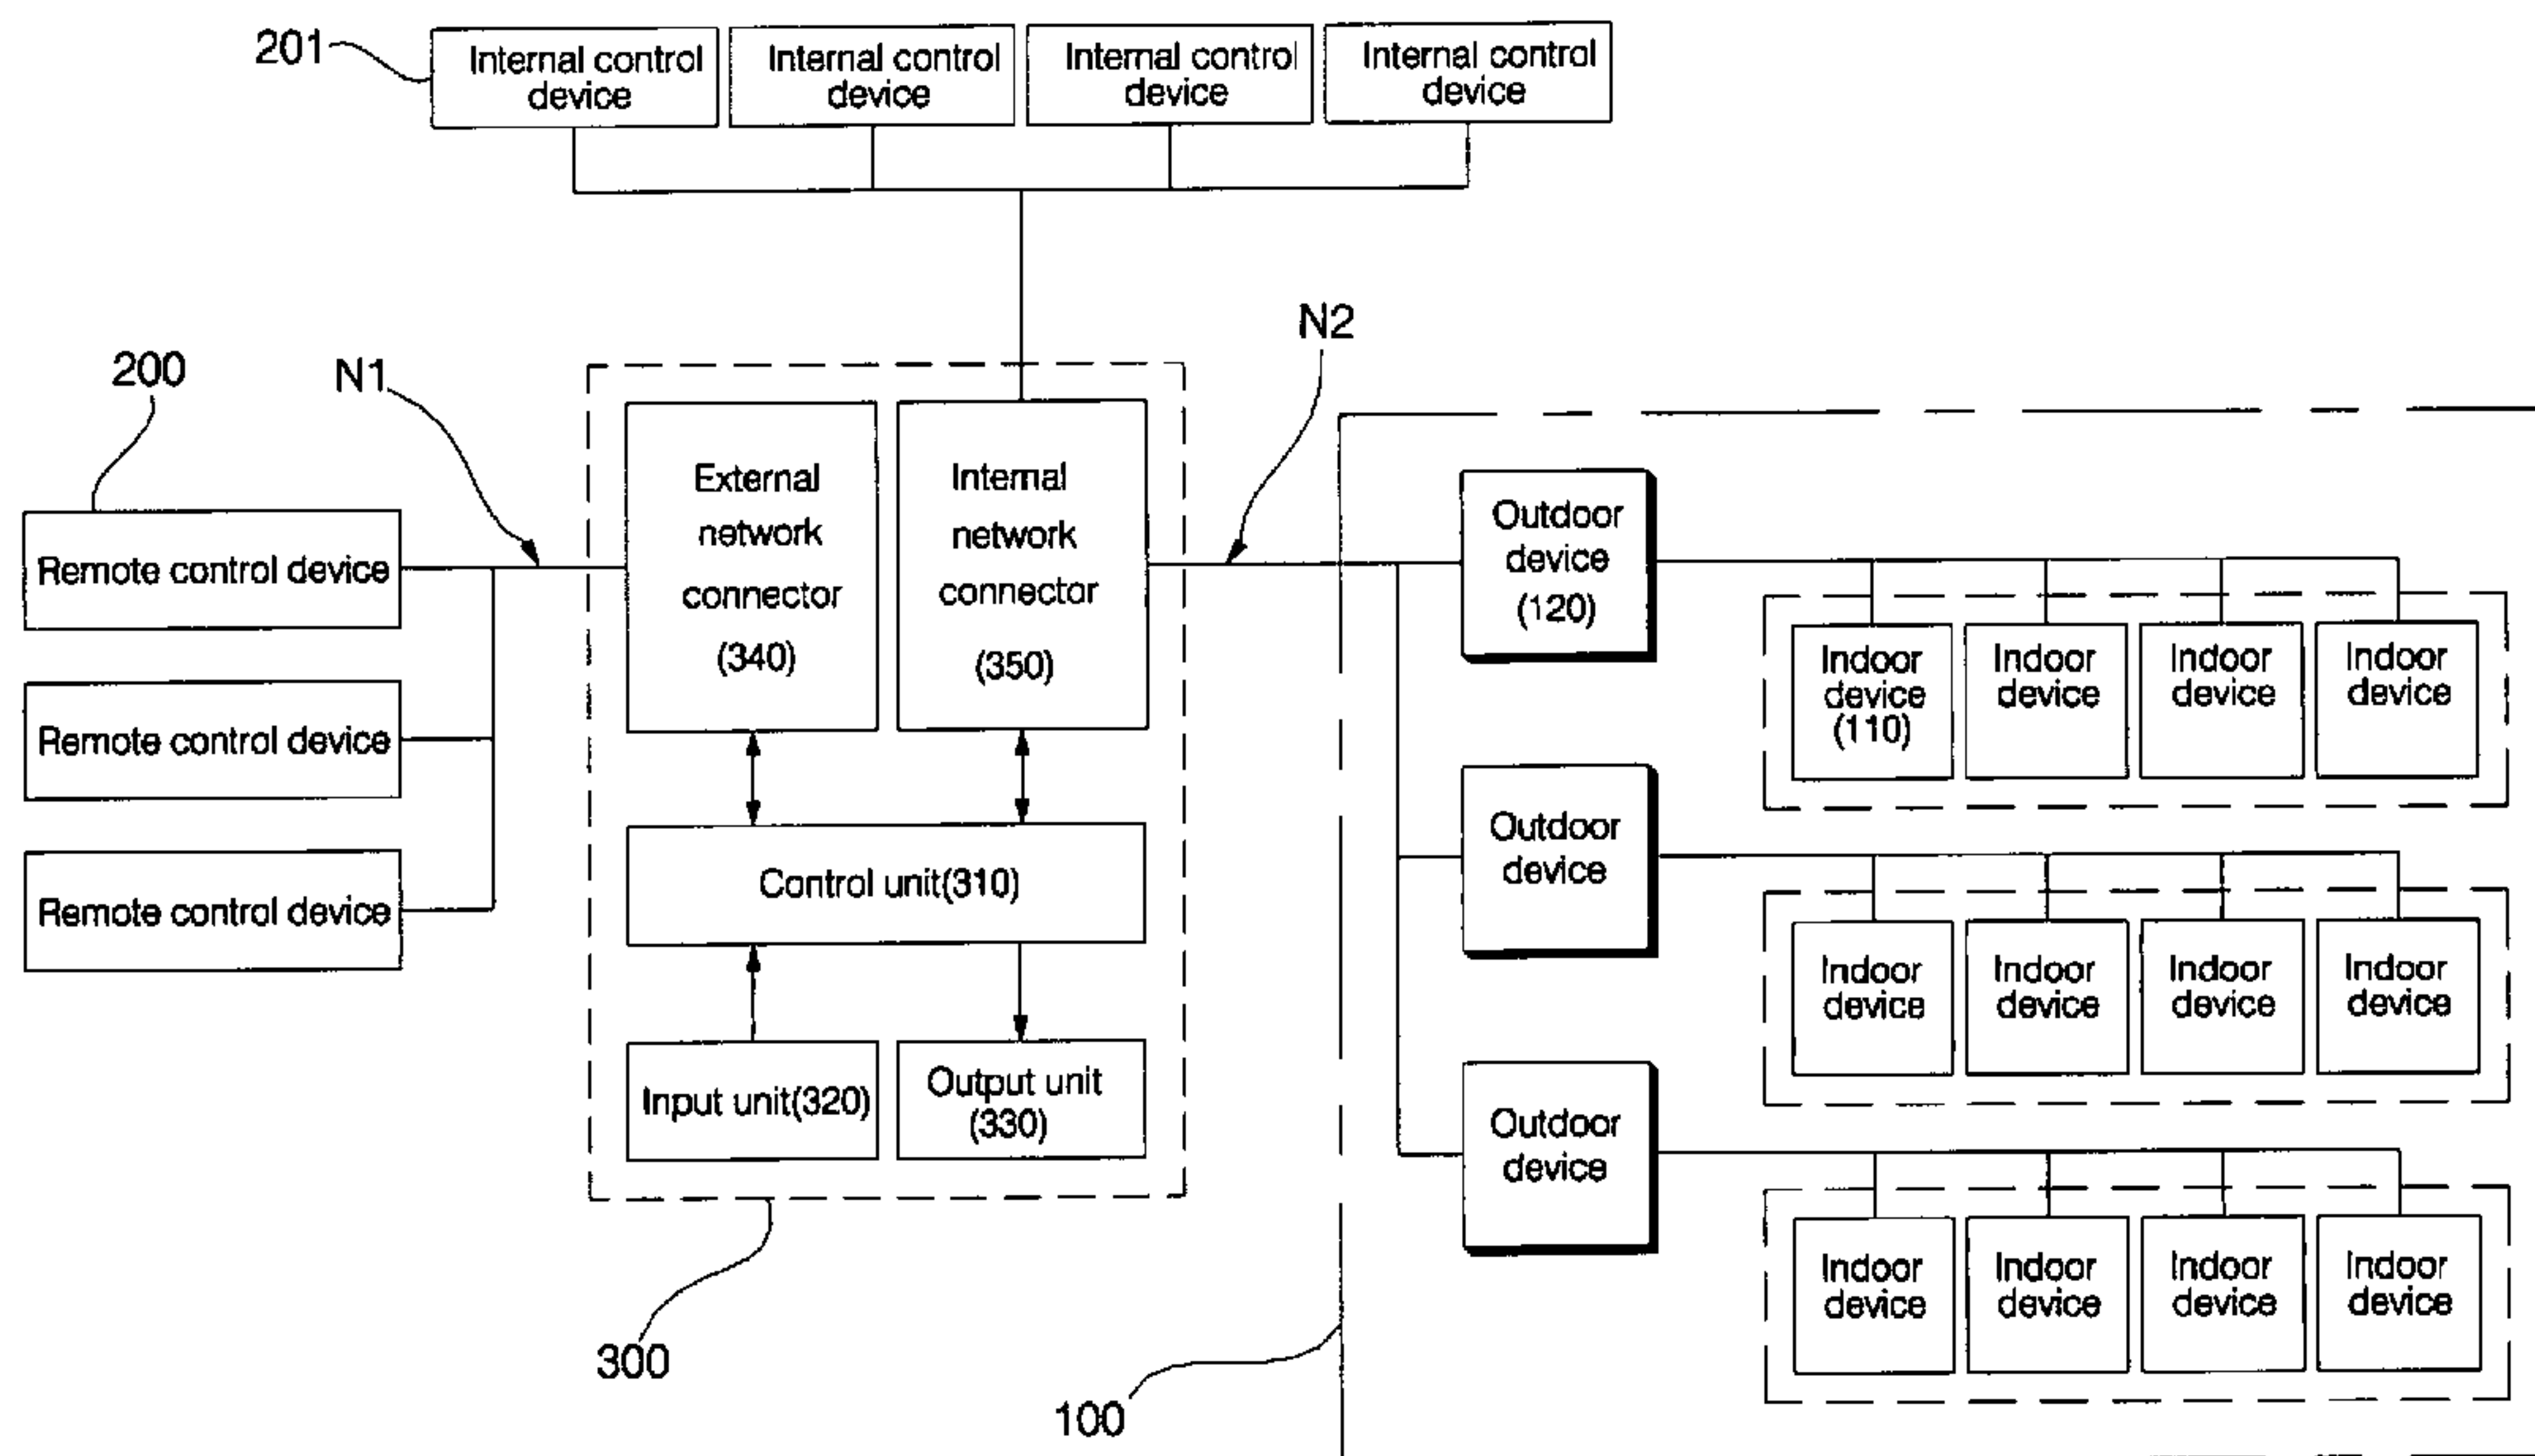 201
Internal control
device
Internal control
device
Internal control
device
Internal control
device
N2
200
N1
External
network
connector
(340)
Internal
network
connector
(350)
Outdoor
device
(120)
Remote control device
Indoor
device
(110)
Indoor
device
Indoor
device
Indoor
device
Remote control device
Outdoor
device
Control unit(310)
Remote control device
Indoor
device
Indoor
device
Indoor
device
Indoor
device
Input unit(320)
Output unit
(330)
Outdoor
device
Indoor
device
Indoor
device
Indoor
device
Indoor
device
300
100